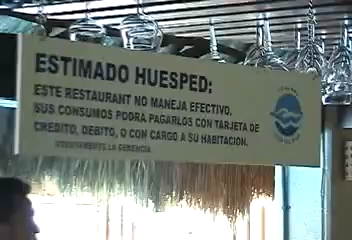 ESTIMADO HUESPED:
ESTE RESTAURANT NO MANEJA EFECTIVO,
SUS CONSUMOS PODRA PAGARLOS CON TARJETA DE
CREDITO, DEBITO, O CON CARGO A SU HABITACION.
ATENTAMENTE LA GERENCIA